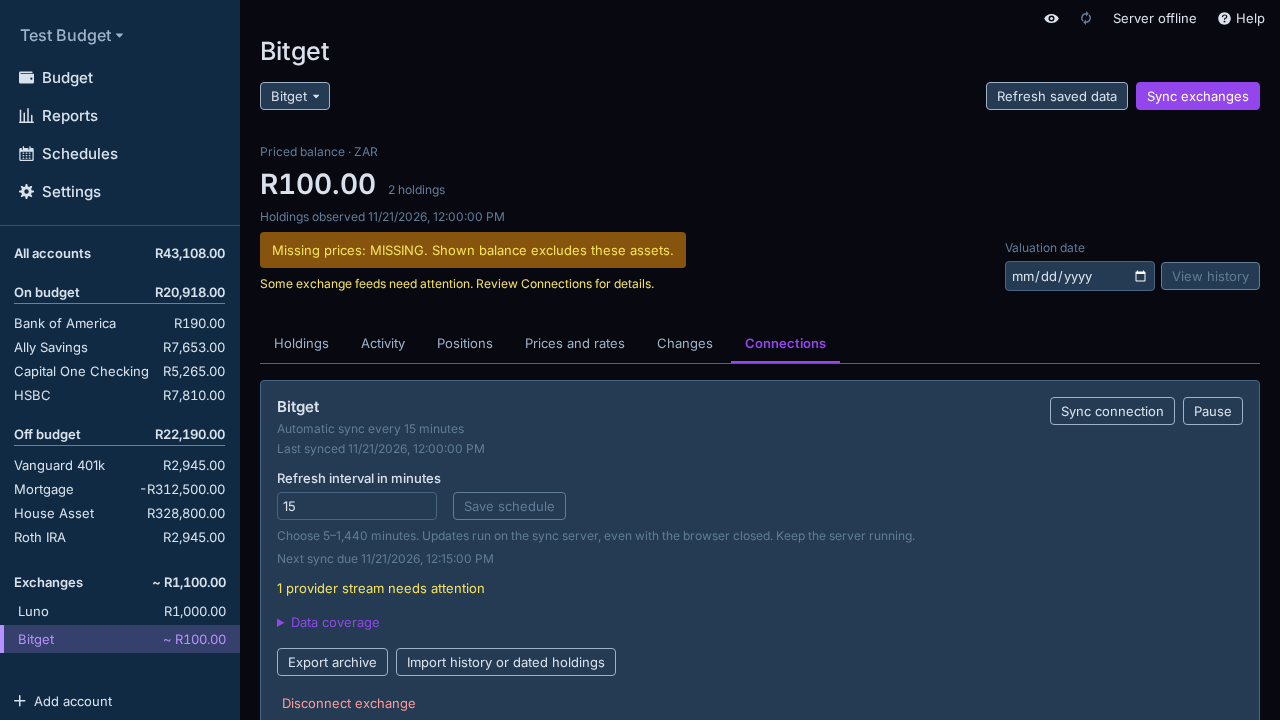 Test Budget
Budget
Reports
Schedules
Settings
All accounts R43,108.00
On budget R20,918.00
Bank of America R190.00
Ally Savings R7,653.00
Capital One Checking R5,265.00
HSBC R7,810.00
Off budget R22,190.00
Vanguard 401k R2,945.00
Mortgage -R312,500.00
House Asset R328,800.00
Roth IRA R2,945.00
Exchanges ~ R1,100.00
Luno R1,000.00
Bitget ~ R100.00
Add account
Server offline Help
Bitget
Bitget Refresh saved data Sync exchanges
Priced balance · ZAR
R100.00 2 holdings
Holdings observed 11/21/2026, 12:00:00 PM
Missing prices: MISSING. Shown balance excludes these assets.
Some exchange feeds need attention. Review Connections for details.
Valuation date
mm/dd/yyyy View history
Holdings Activity Positions Prices and rates Changes Connections
Bitget Sync connection Pause
Automatic sync every 15 minutes
Last synced 11/21/2026, 12:00:00 PM
Refresh interval in minutes
15 Save schedule
Choose 5–1,440 minutes. Updates run on the sync server, even with the browser closed. Keep the server running.
Next sync due 11/21/2026, 12:15:00 PM
1 provider stream needs attention
Data coverage
Export archive Import history or dated holdings
Disconnect exchange